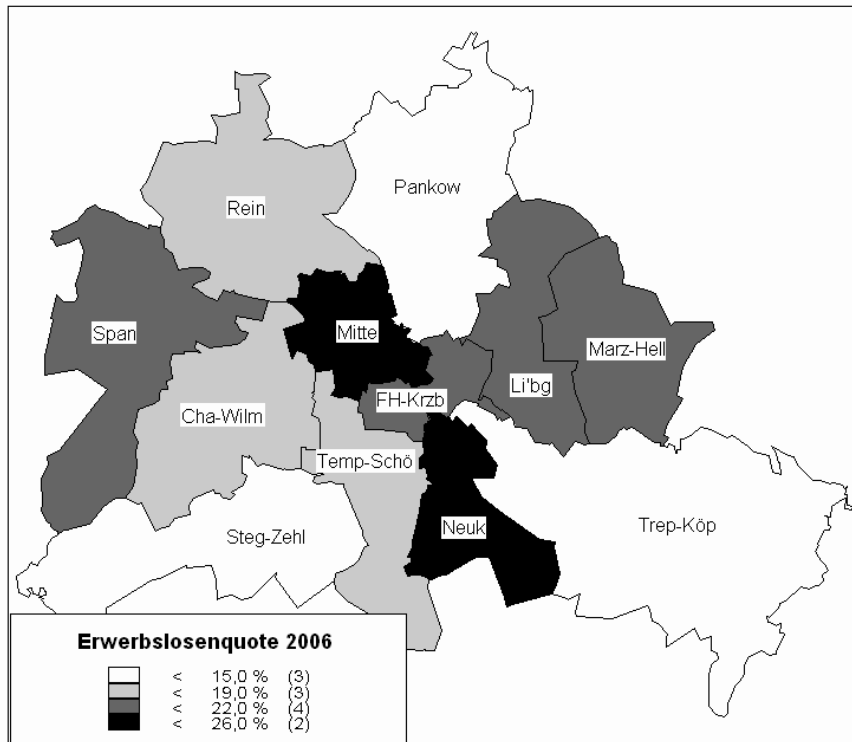 Pankow
Rein
Span
Mitte
Marz-Hell
Li'bg
FH-Krzb
Cha-Wilm
Temp-Schö
Steg-Zehl
Neuk
Trep-Köp
Erwerbslosenquote 2006
< 15,0 % (3)
< 19,0 % (3)
< 22,0 % (4)
< 26,0 % (2)